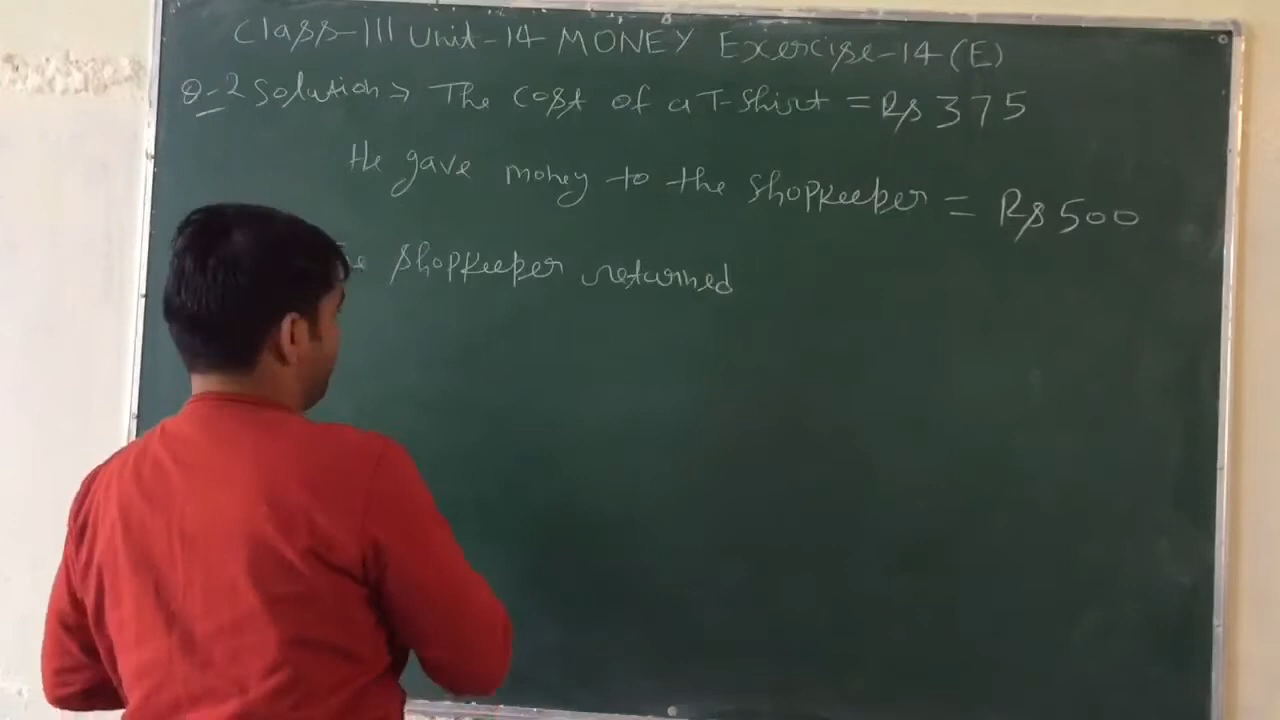 Class-III Unit-14 MONEY Exercise-14 (E)
Q-2 Solution → The Cost of a T-Shirt = Rs 375
He gave money to the Shopkeeper = Rs 500
Shopkeeper returned